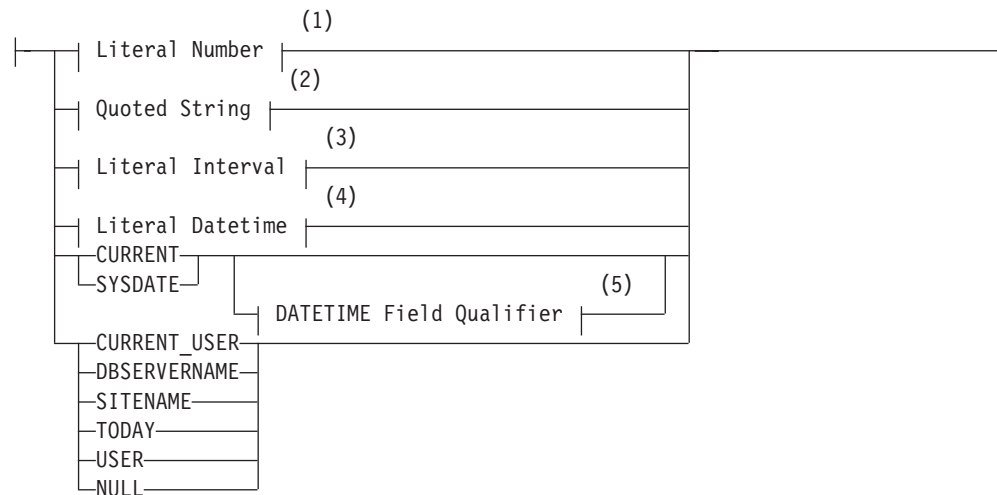 (1)
Literal Number
(2)
Quoted String
(3)
Literal Interval
(4)
Literal Datetime
CURRENT
SYSDATE
(5)
DATETIME Field Qualifier
CURRENT_USER
DBSERVERNAME
SITENAME
TODAY
USER
NULL